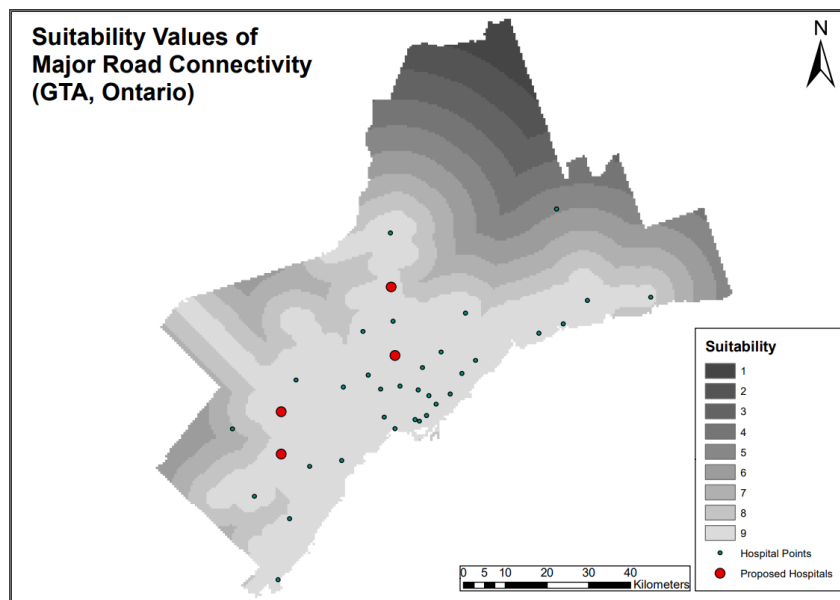 Suitability Values of
Major Road Connectivity
(GTA, Ontario)
N
Suitability
1
2
3
4
5
6
7
8
9
Hospital Points
Proposed Hospitals
0 5 10 20 30 40
Kilometers